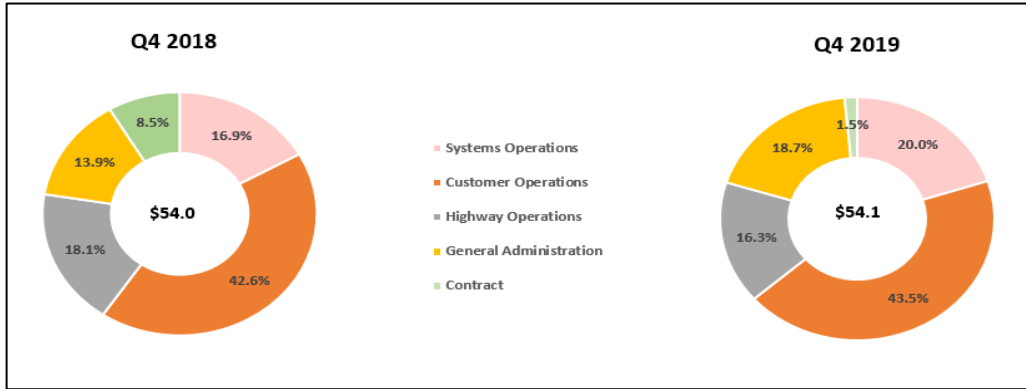 Q4 2018
8.5%
16.9%
13.9%
$54.0
18.1%
42.6%
Systems Operations
Customer Operations
Highway Operations
General Administration
Contract
Q4 2019
1.5%
20.0%
18.7%
$54.1
16.3%
43.5%